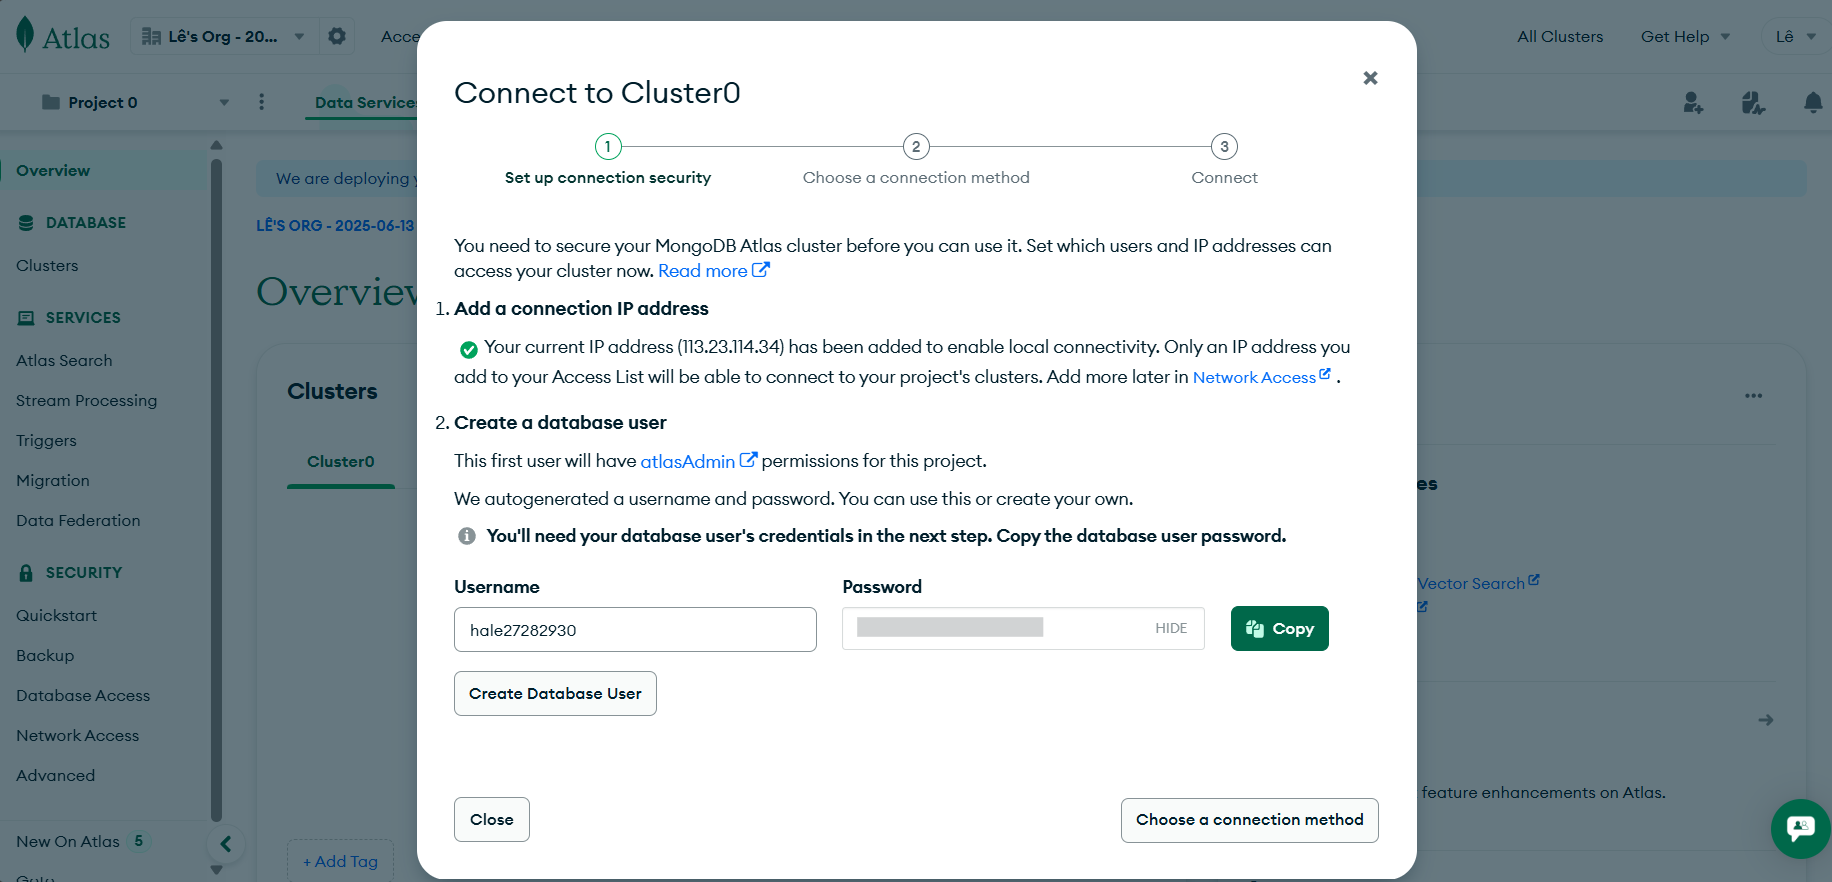 Atlas
Lê's Org - 20...
Acce
All Clusters
Get Help
Lê
Project 0
Data Services
Overview
DATABASE
Clusters
SERVICES
Atlas Search
Stream Processing
Triggers
Migration
Data Federation
SECURITY
Quickstart
Backup
Database Access
Network Access
Advanced
New On Atlas 5
We are deploying
LÊ'S ORG - 2025-06-13
Overview
Clusters
Cluster0
+ Add Tag
Connect to Cluster0
1
2
3
Set up connection security
Choose a connection method
Connect
You need to secure your MongoDB Atlas cluster before you can use it. Set which users and IP addresses can
access your cluster now. Read more
1. Add a connection IP address
Your current IP address (113.23.114.34) has been added to enable local connectivity. Only an IP address you
add to your Access List will be able to connect to your project's clusters. Add more later in Network Access .
2. Create a database user
This first user will have atlasAdmin permissions for this project.
We autogenerated a username and password. You can use this or create your own.
You'll need your database user's credentials in the next step. Copy the database user password.
Username
Password
hale27282930
HIDE
Copy
Create Database User
Close
Choose a connection method
es
Vector Search
feature enhancements on Atlas.